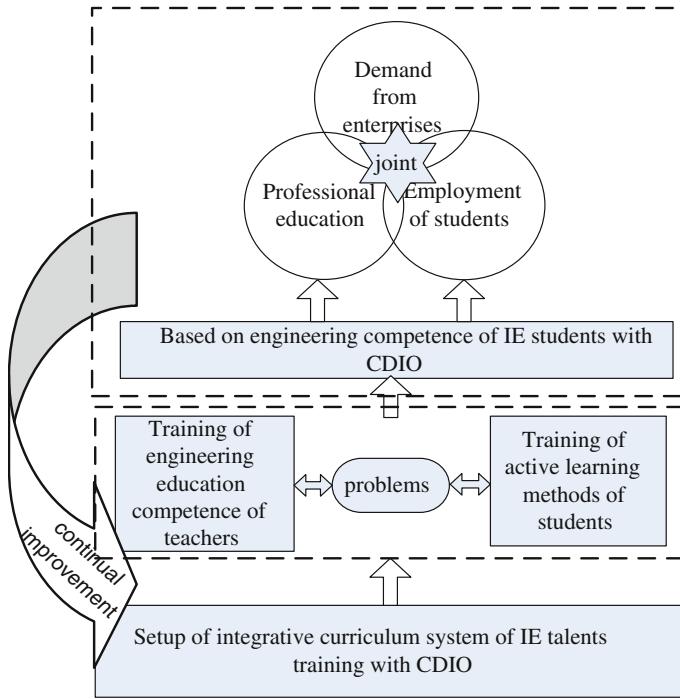 Demand
from
enterprises
joint
Professional
education
Employment
of students
Based on engineering competence of IE students with
CDIO
Training of
engineering
education
competence of
teachers
problems
Training of
active learning
methods of
students
continual
improvement
Setup of integrative curriculum system of IE talents
training with CDIO